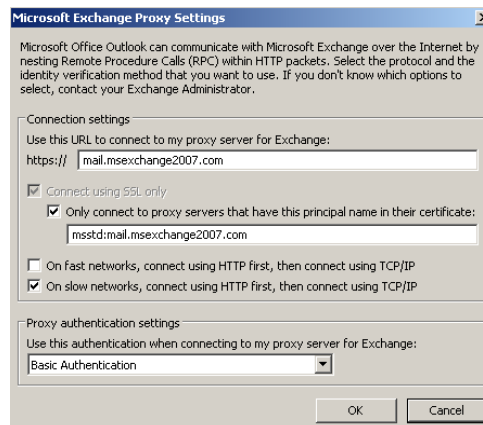 Microsoft Exchange Proxy Settings
Microsoft Office Outlook can communicate with Microsoft Exchange over the Internet by
nesting Remote Procedure Calls (RPC) within HTTP packets. Select the protocol and the
identity verification method that you want to use. If you don't know which options to
select, contact your Exchange Administrator.
Connection settings
Use this URL to connect to my proxy server for Exchange:
https:// mail.msexchange2007.com
Connect using SSL only
Only connect to proxy servers that have this principal name in their certificate:
msstd:mail.msexchange2007.com
On fast networks, connect using HTTP first, then connect using TCP/IP
On slow networks, connect using HTTP first, then connect using TCP/IP
Proxy authentication settings
Use this authentication when connecting to my proxy server for Exchange:
Basic Authentication
OK Cancel